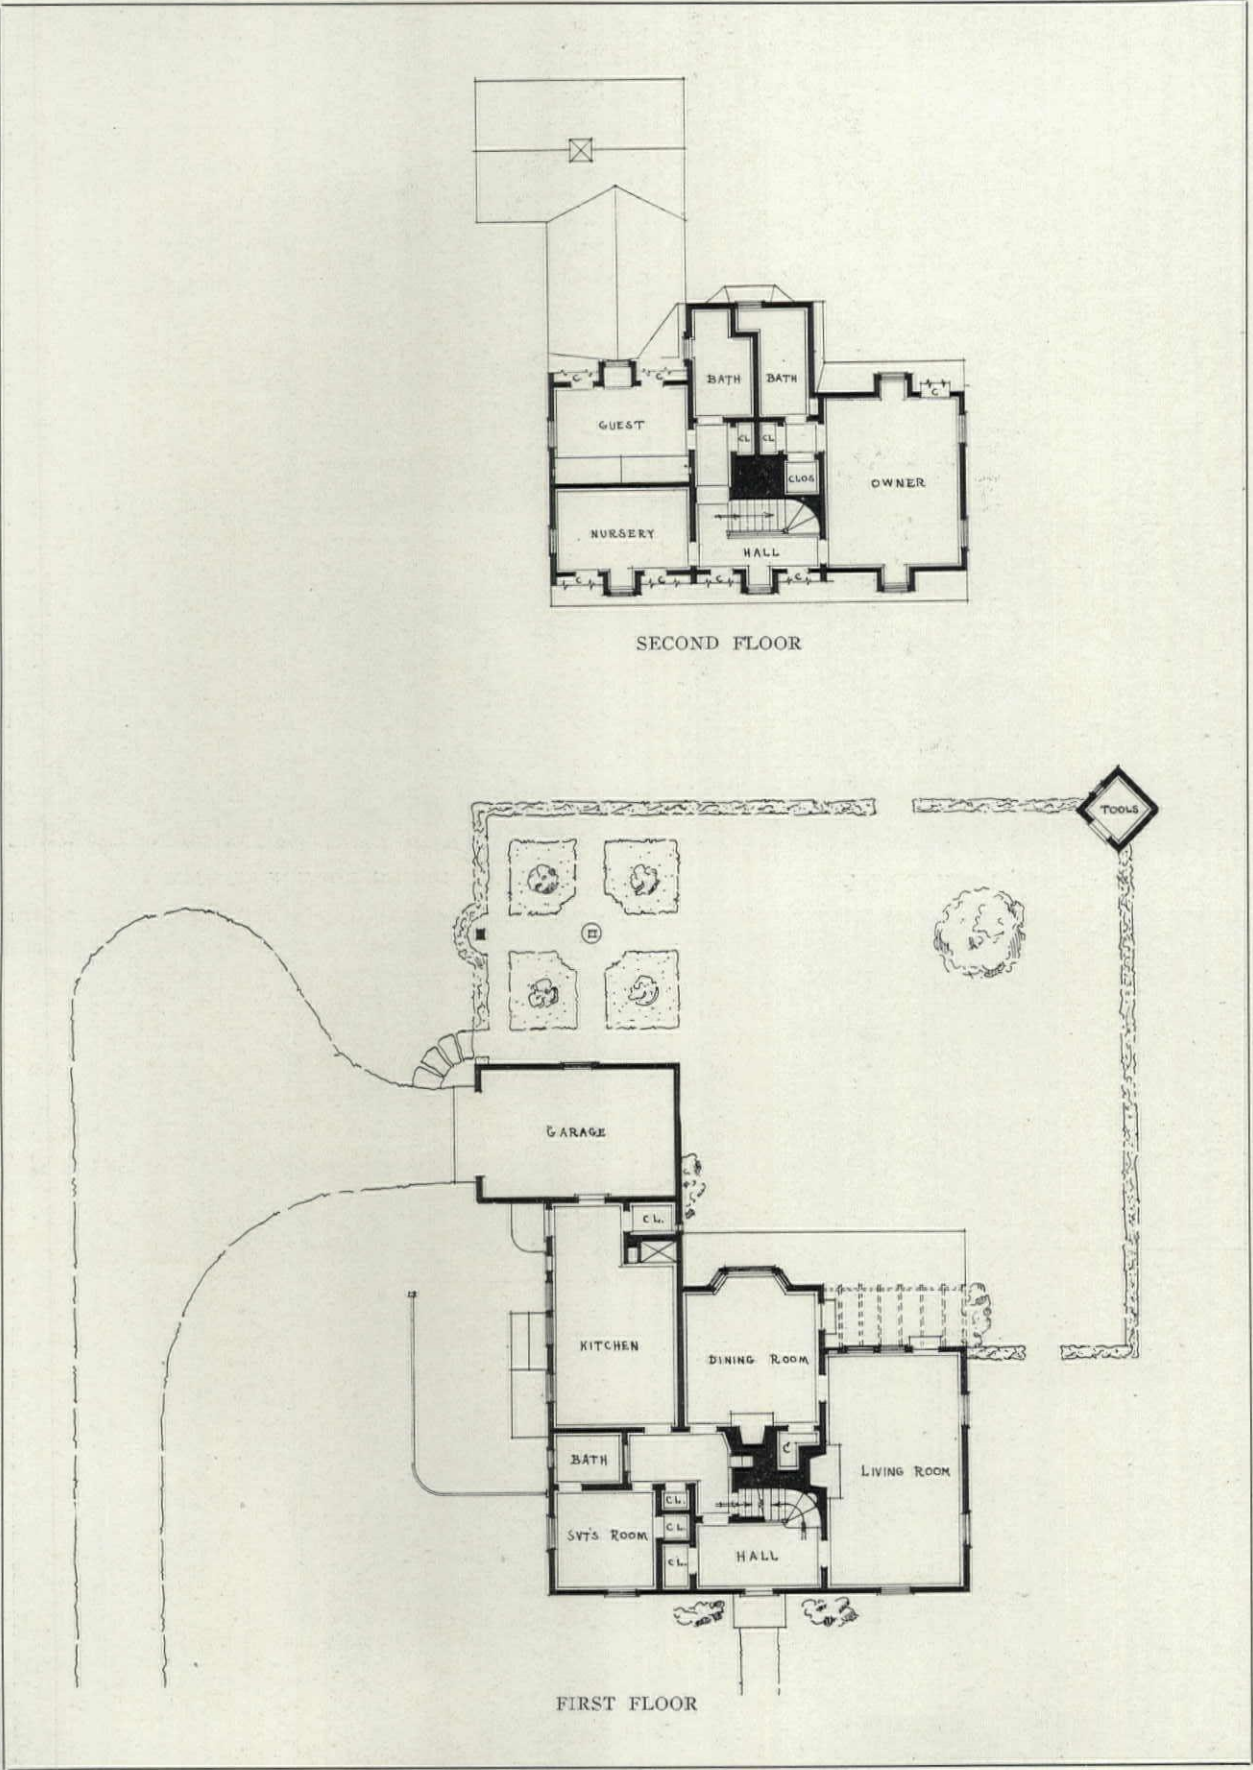 C
C
BATH
BATH
C
GUEST
CL
CL
CLOS
OWNER
NURSERY
HALL
C
C
C
C
SECOND FLOOR
TOOLS
GARAGE
CL.
KITCHEN
DINING ROOM
C
BATH
LIVING ROOM
CL.
CL.
SVT'S ROOM
HALL
CL.
FIRST FLOOR